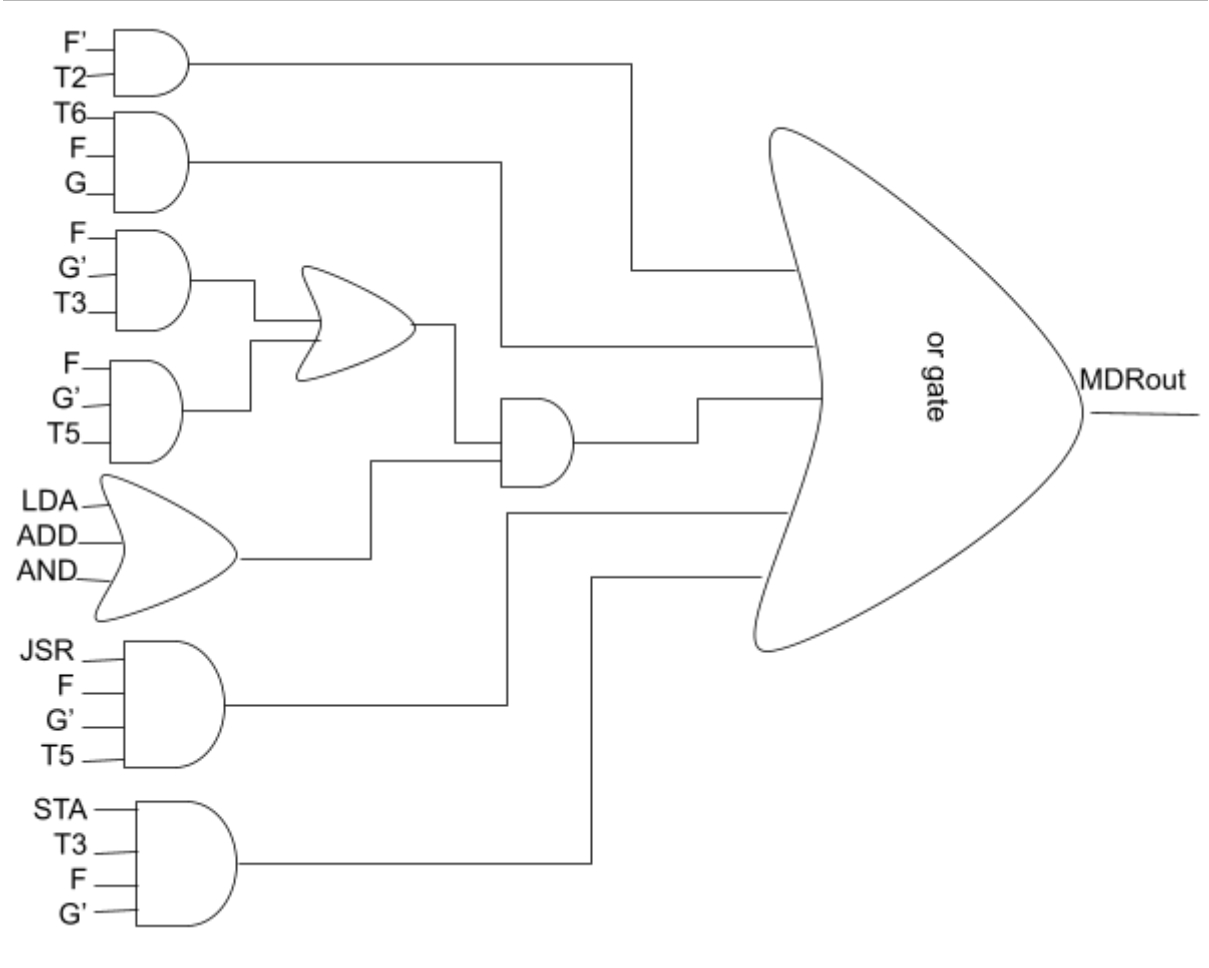 F’
T2
T6
F
G
F
G’
T3
F
G’
T5
LDA
ADD
AND
JSR
F
G’
T5
STA
T3
F
G’
or gate
MDRout